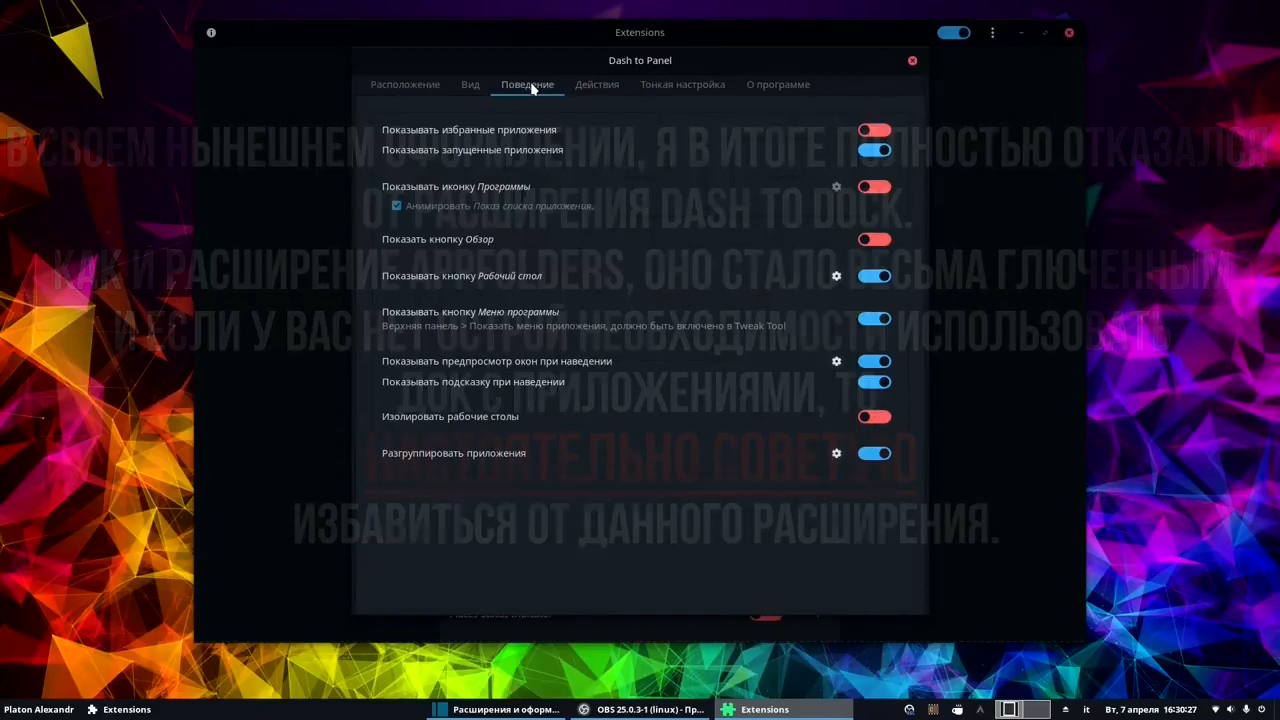 Extensions
Dash to Panel
Расположение Вид Поведение Действия Тонкая настройка О программе
Показывать избранные приложения
Показывать запущенные приложения
Показывать иконку Программы
Анимировать Показ списка приложения.
Показать кнопку Обзор
Показывать кнопку Рабочий стол
Показывать кнопку Меню программы
Верхняя панель > Показать меню приложения, должно быть включено в Tweak Tool
Показывать предпросмотр окон при наведении
Показывать подсказку при наведении
Изолировать рабочие столы
Разгруппировать приложения
В СВОЕМ НЫНЕШНЕМ Я В ИТОГЕ ПОЛНОСТЬЮ ОТКАЗАЛСЯ
ОТ РАСШИРЕНИЯ DASH TO DOCK.
КАК И РАСШИРЕНИЕ APPFOLDERS, ОНО СТАЛО ВЕСЬМА ГЛЮЧЕННЫМ
И ЕСЛИ У ВАС НЕТ ОСТРОЙ НЕОБХОДИМОСТИ ИСПОЛЬЗОВАТЬ
ДОК С ПРИЛОЖЕНИЯМИ, ТО
НАСТОЯТЕЛЬНО СОВЕТУЮ
ИЗБАВИТЬСЯ ОТ ДАННОГО РАСШИРЕНИЯ.
Platon Alexandr Extensions Расширения и оформ... OBS 25.0.3-1 (linux) - Пр... Extensions it Вт, 7 апреля 16:30:27